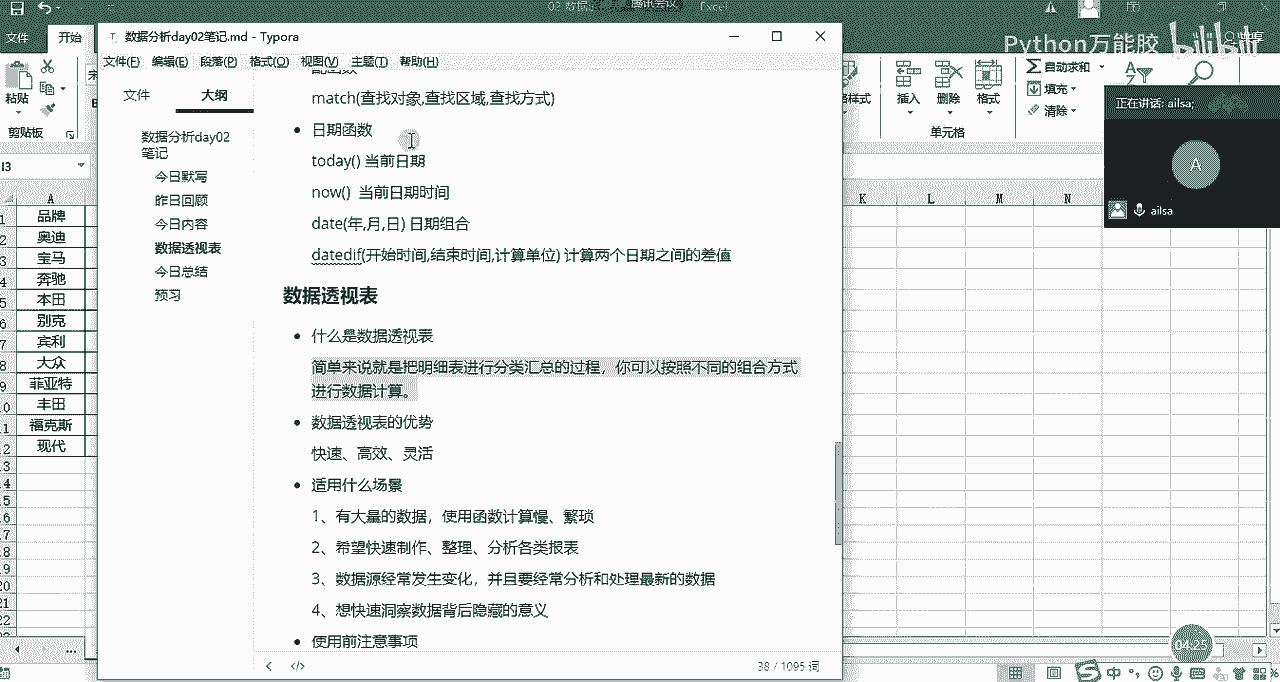 腾讯会议 Excel
Python万能胶 bilibili
文件 开始
数据分析day02笔记.md - Typora
文件(F) 编辑(E) 段落(P) 格式(O) 视图(V) 主题(T) 帮助(H)
文件 大纲
数据分析day02
笔记
今日默写
昨日回顾
今日内容
数据透视表
今日总结
预习
match(查找对象,查找区域,查找方式)
日期函数
today() 当前日期
now() 当前日期时间
date(年,月,日) 日期组合
datedif(开始时间,结束时间,计算单位) 计算两个日期之间的差值
数据透视表
什么是数据透视表
简单来说就是把明细表进行分类汇总的过程，你可以按照不同的组合方式
进行数据计算。
数据透视表的优势
快速、高效、灵活
适用什么场景
1、有大量的数据，使用函数计算慢、繁琐
2、希望快速制作、整理、分析各类报表
3、数据源经常发生变化，并且要经常分析和处理最新的数据
4、想快速洞察数据背后隐藏的意义
使用前注意事项
38 / 1095 词
粘贴
剪贴板
插入 删除 格式
单元格
自动求和
填充
清除
正在讲话: ailsa;
A
ailsa
I3
A
K L M N
品牌
奥迪
宝马
奔驰
本田
别克
宾利
大众
菲亚特
丰田
福克斯
现代
04:25
中